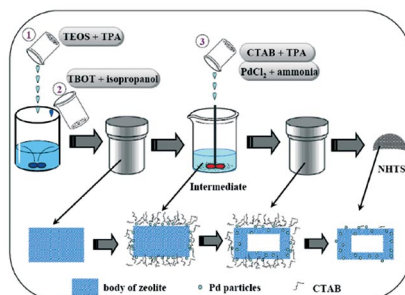 1
TEOS + TPA
2
TBOT + isopropanol
3
CTAB + TPA
PdCl2 + ammonia
Intermediate
NHTS
body of zeolite
Pd particles
CTAB